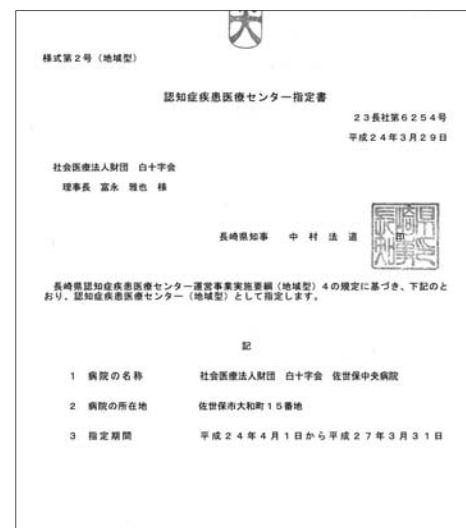 様式第2号（地域型）
認知症疾患医療センター指定書
23長社第6254号
平成24年3月29日
社会医療法人財団　白十字会
理事長　富永　雅也　様
長崎県知事　中　村　法　道　印
長崎県認知症疾患医療センター運営事業実施要綱（地域型）4の規定に基づき、下記のと
おり、認知症疾患医療センター（地域型）として指定します。
記
1　病院の名称　社会医療法人財団　白十字会　佐世保中央病院
2　病院の所在地　佐世保市大和町15番地
3　指定期間　平成24年4月1日から平成27年3月31日